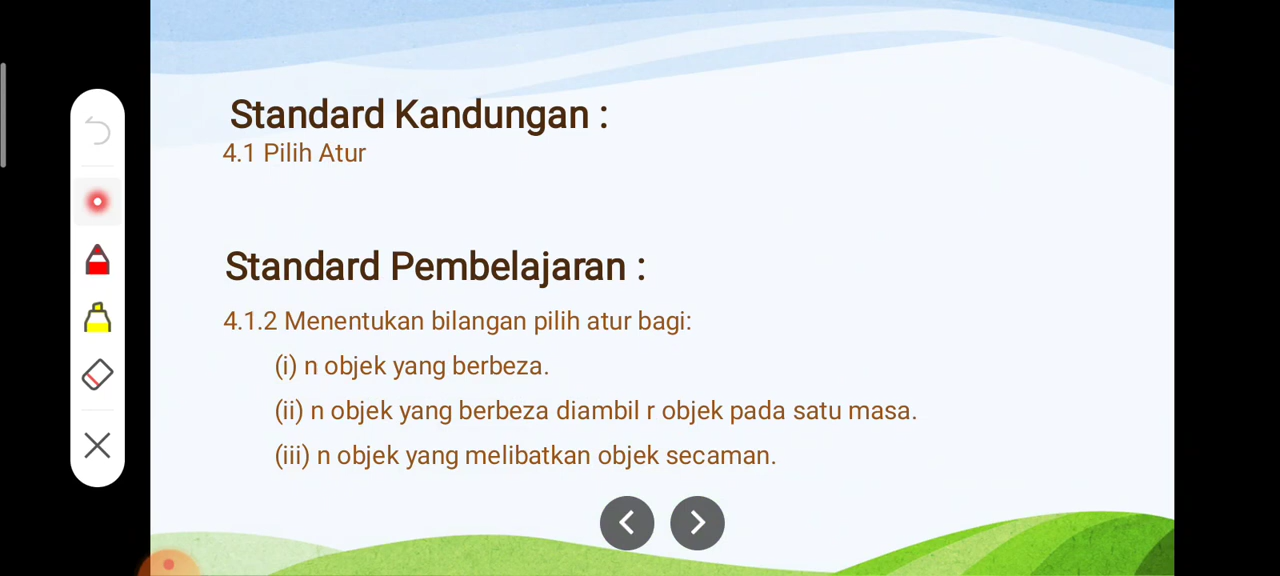 Standard Kandungan :
4.1 Pilih Atur
Standard Pembelajaran :
4.1.2 Menentukan bilangan pilih atur bagi:
(i) n objek yang berbeza.
(ii) n objek yang berbeza diambil r objek pada satu masa.
(iii) n objek yang melibatkan objek secaman.